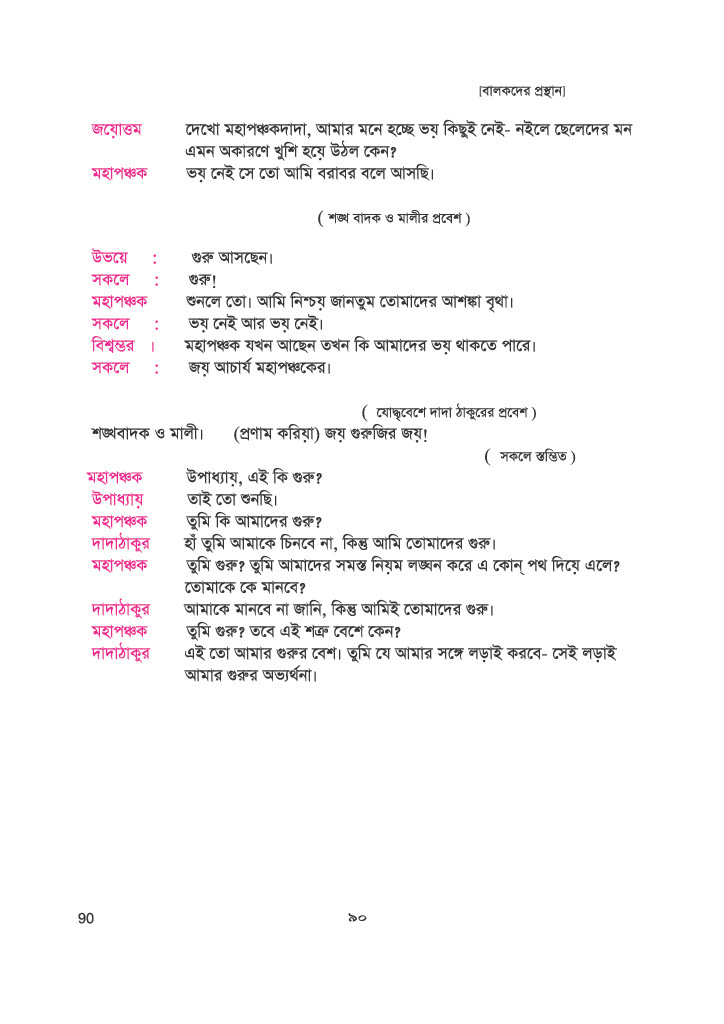 [বালকদের প্রস্থান]
জয়োত্তম দেখো মহাপঞ্চকদাদা, আমার মনে হচ্ছে ভয় কিছুই নেই- নইলে ছেলেদের মন
এমন অকারণে খুশি হয়ে উঠল কেন?
মহাপঞ্চক ভয় নেই সে তো আমি বরাবর বলে আসছি।
( শঙ্খ বাদক ও মালীর প্রবেশ )
উভয়ে : গুরু আসছেন।
সকলে : গুরু!
মহাপঞ্চক শুনলে তো। আমি নিশ্চয় জানতুম তোমাদের আশঙ্কা বৃথা।
সকলে : ভয় নেই আর ভয় নেই।
বিশ্বম্ভর । মহাপঞ্চক যখন আছেন তখন কি আমাদের ভয় থাকতে পারে।
সকলে : জয় আচার্য মহাপঞ্চকের।
( যোদ্ধৃবেশে দাদা ঠাকুরের প্রবেশ )
শঙ্খবাদক ও মালী। (প্রণাম করিয়া) জয় গুরুজির জয়!
( সকলে স্তম্ভিত )
মহাপঞ্চক উপাধ্যায়, এই কি গুরু?
উপাধ্যায় তাই তো শুনছি।
মহাপঞ্চক তুমি কি আমাদের গুরু?
দাদাঠাকুর হাঁ তুমি আমাকে চিনবে না, কিন্তু আমি তোমাদের গুরু।
মহাপঞ্চক তুমি গুরু? তুমি আমাদের সমস্ত নিয়ম লঙ্ঘন করে এ কোন্ পথ দিয়ে এলে?
তোমাকে কে মানবে?
দাদাঠাকুর আমাকে মানবে না জানি, কিন্তু আমিই তোমাদের গুরু।
মহাপঞ্চক তুমি গুরু? তবে এই শত্রু বেশে কেন?
দাদাঠাকুর এই তো আমার গুরুর বেশ। তুমি যে আমার সঙ্গে লড়াই করবে- সেই লড়াই
আমার গুরুর অভ্যর্থনা।
90 ৯০